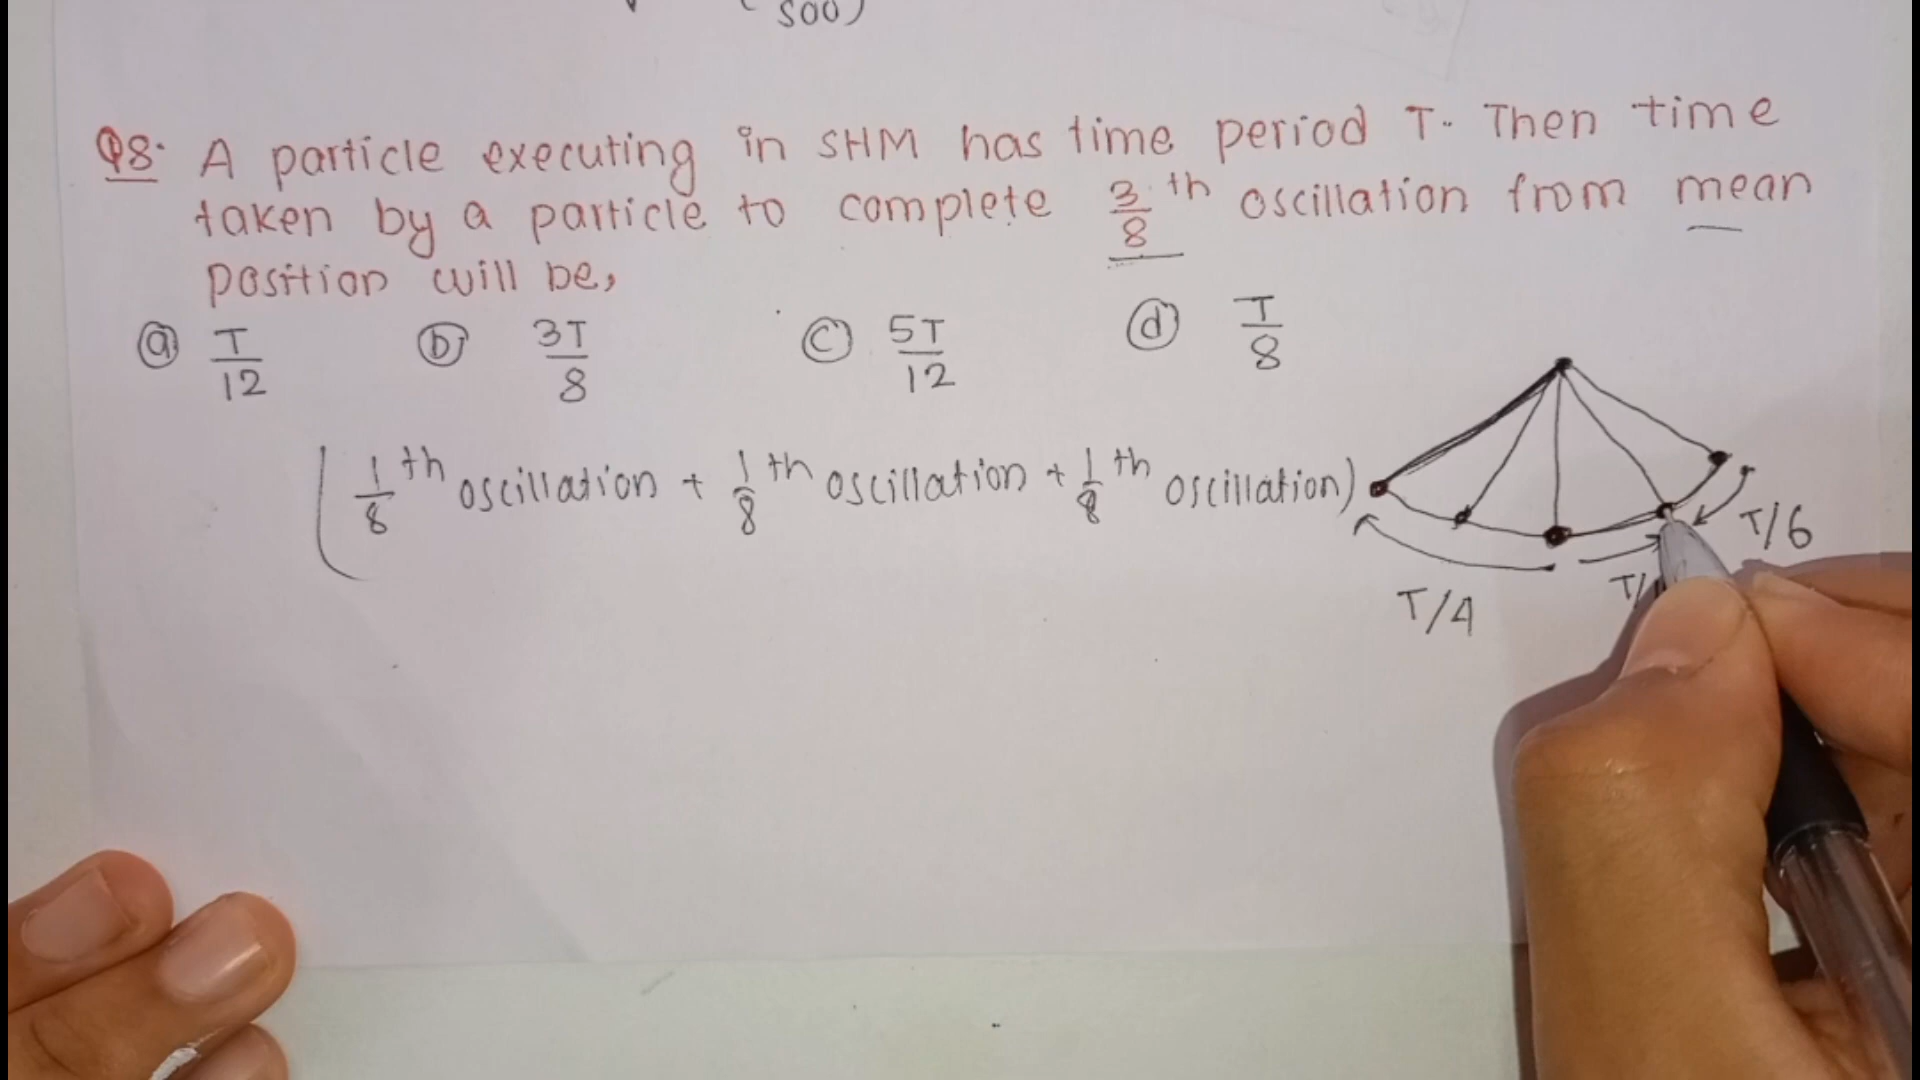 500)
Q8. A particle executing in SHM has time period T. Then time
taken by a particle to complete 3/8 th oscillation from mean
position will be,
(a) T/12 (b) 3T/8 (c) 5T/12 (d) T/8
(1/8 th oscillation + 1/8 th oscillation + 1/8 th oscillation)
T/6
T/4